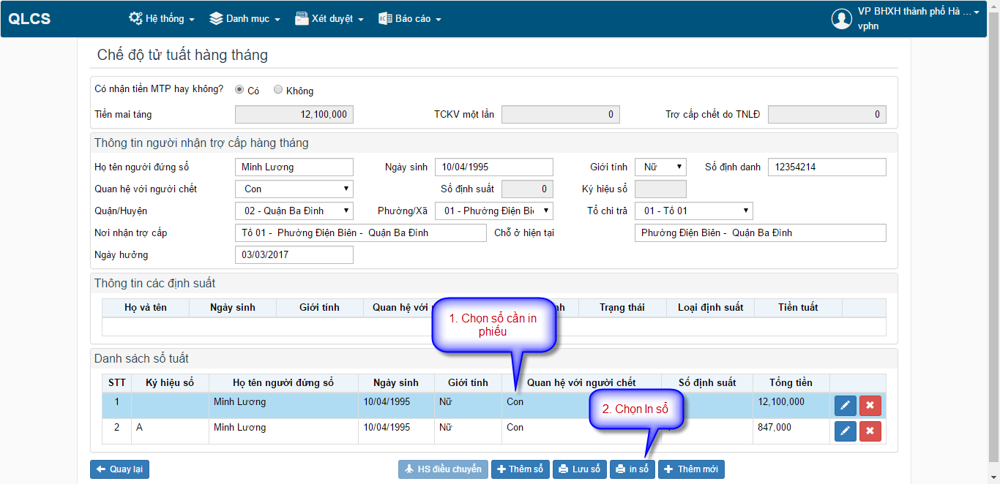 QLCS Hệ thống Danh mục Xét duyệt Báo cáo VP BHXH thành phố Hà ...
vphn
Chế độ tử tuất hàng tháng
Có nhận tiền MTP hay không? Có Không
Tiền mai táng 12,100,000 TCKV một lần 0 Trợ cấp chết do TNLĐ 0
Thông tin người nhận trợ cấp hàng tháng
Họ tên người đứng sổ Minh Lương Ngày sinh 10/04/1995 Giới tính Nữ Số định danh 12354214
Quan hệ với người chết Con Số định suất 0 Ký hiệu sổ
Quận/Huyện 02 - Quận Ba Đình Phường/Xã 01 - Phường Điện Biê Tổ chi trả 01 - Tổ 01
Nơi nhận trợ cấp Tổ 01 - Phường Điện Biên - Quận Ba Đình Chỗ ở hiện tại Phường Điện Biên - Quận Ba Đình
Ngày hưởng 03/03/2017
Thông tin các định suất
Họ và tên Ngày sinh Giới tính Quan hệ với Trạng thái Loại định suất Tiền tuất
1. Chọn sổ cần in
phiếu
Danh sách sổ tuất
STT Ký hiệu sổ Họ tên người đứng sổ Ngày sinh Giới tính Quan hệ với người chết Số định suất Tổng tiền
1 Minh Lương 10/04/1995 Nữ Con 12,100,000
2. Chọn In sổ
2 A Minh Lương 10/04/1995 Nữ Con 847,000
Quay lại HS điều chuyển Thêm sổ Lưu sổ in sổ Thêm mới